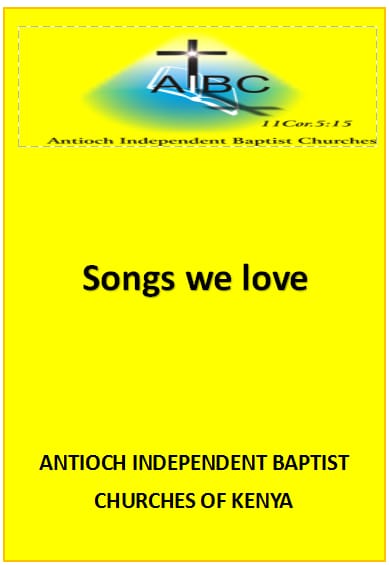 AIBC
11Cor.5:15
Antioch Independent Baptist Churches
Songs we love
ANTIOCH INDEPENDENT BAPTIST
CHURCHES OF KENYA